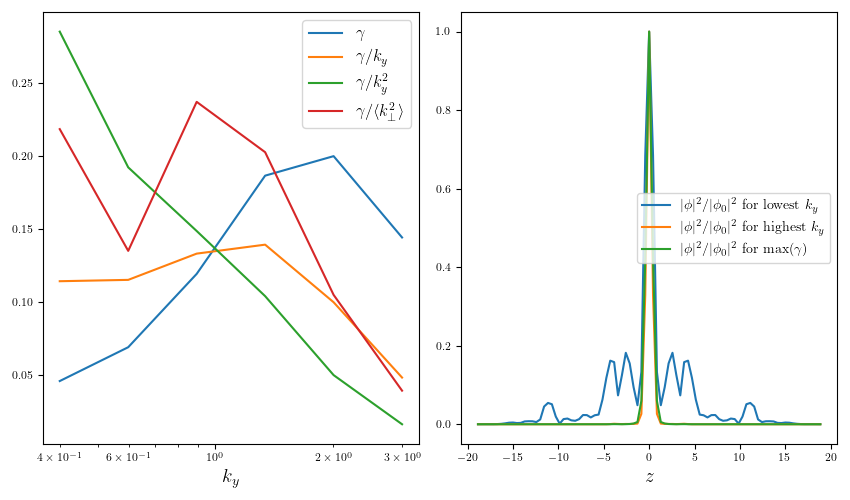 0.25
0.20
0.15
0.10
0.05
γ
γ/k_y
γ/k_y^2
γ/⟨k_⊥^2⟩
4 × 10^−1 6 × 10^−1 10^0 2 × 10^0 3 × 10^0
k_y
1.0
0.8
0.6
0.4
0.2
0.0
|ϕ|^2/|ϕ_0|^2 for lowest k_y
|ϕ|^2/|ϕ_0|^2 for highest k_y
|ϕ|^2/|ϕ_0|^2 for max(γ)
−20 −15 −10 −5 0 5 10 15 20
z